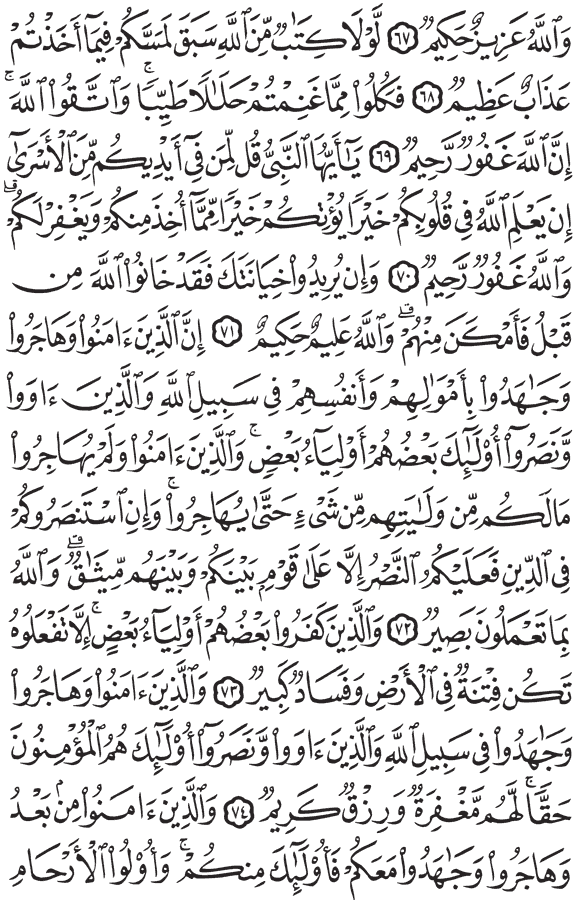 وَٱللَّهُ عَزِيزٌ حَكِيمٌ ٦٧ لَّوْلَا كِتَٰبٌ مِّنَ ٱللَّهِ سَبَقَ لَمَسَّكُمْ فِيمَآ أَخَذْتُمْ
عَذَابٌ عَظِيمٌ ٦٨ فَكُلُوا۟ مِمَّا غَنِمْتُمْ حَلَٰلًا طَيِّبًا ۚ وَٱتَّقُوا۟ ٱللَّهَ ۚ
إِنَّ ٱللَّهَ غَفُورٌ رَّحِيمٌ ٦٩ يَٰٓأَيُّهَا ٱلنَّبِىُّ قُل لِّمَن فِىٓ أَيْدِيكُم مِّنَ ٱلْأَسْرَىٰٓ
إِن يَعْلَمِ ٱللَّهُ فِى قُلُوبِكُمْ خَيْرًا يُؤْتِكُمْ خَيْرًا مِّمَّآ أُخِذَ مِنكُمْ وَيَغْفِرْ لَكُمْ ۗ
وَٱللَّهُ غَفُورٌ رَّحِيمٌ ٧٠ وَإِن يُرِيدُوا۟ خِيَانَتَكَ فَقَدْ خَانُوا۟ ٱللَّهَ مِن
قَبْلُ فَأَمْكَنَ مِنْهُمْ ۗ وَٱللَّهُ عَلِيمٌ حَكِيمٌ ٧١ إِنَّ ٱلَّذِينَ ءَامَنُوا۟ وَهَاجَرُوا۟
وَجَٰهَدُوا۟ بِأَمْوَٰلِهِمْ وَأَنفُسِهِمْ فِى سَبِيلِ ٱللَّهِ وَٱلَّذِينَ ءَاوَوا۟
وَّنَصَرُوٓا۟ أُو۟لَٰٓئِكَ بَعْضُهُمْ أَوْلِيَآءُ بَعْضٍ ۚ وَٱلَّذِينَ ءَامَنُوا۟ وَلَمْ يُهَاجِرُوا۟
مَا لَكُم مِّن وَلَٰيَتِهِم مِّن شَىْءٍ حَتَّىٰ يُهَاجِرُوا۟ ۚ وَإِنِ ٱسْتَنصَرُوكُمْ
فِى ٱلدِّينِ فَعَلَيْكُمُ ٱلنَّصْرُ إِلَّا عَلَىٰ قَوْمٍۭ بَيْنَكُمْ وَبَيْنَهُم مِّيثَٰقٌ ۗ وَٱللَّهُ
بِمَا تَعْمَلُونَ بَصِيرٌ ٧٢ وَٱلَّذِينَ كَفَرُوا۟ بَعْضُهُمْ أَوْلِيَآءُ بَعْضٍ ۚ إِلَّا تَفْعَلُوهُ
تَكُن فِتْنَةٌ فِى ٱلْأَرْضِ وَفَسَادٌ كَبِيرٌ ٧٣ وَٱلَّذِينَ ءَامَنُوا۟ وَهَاجَرُوا۟
وَجَٰهَدُوا۟ فِى سَبِيلِ ٱللَّهِ وَٱلَّذِينَ ءَاوَوا۟ وَّنَصَرُوٓا۟ أُو۟لَٰٓئِكَ هُمُ ٱلْمُؤْمِنُونَ
حَقًّا ۚ لَّهُم مَّغْفِرَةٌ وَرِزْقٌ كَرِيمٌ ٧٤ وَٱلَّذِينَ ءَامَنُوا۟ مِنۢ بَعْدُ
وَهَاجَرُوا۟ وَجَٰهَدُوا۟ مَعَكُمْ فَأُو۟لَٰٓئِكَ مِنكُمْ ۚ وَأُو۟لُوا۟ ٱلْأَرْحَامِ